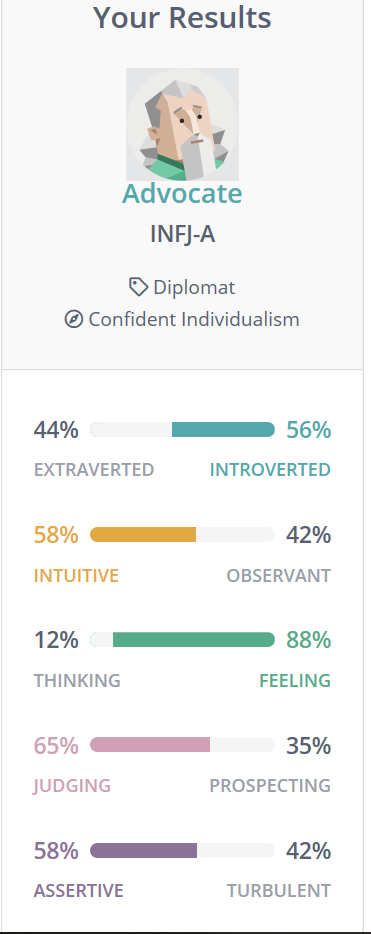 Your Results
Advocate
INFJ-A
Diplomat
Confident Individualism
44% 56%
EXTRAVERTED INTROVERTED
58% 42%
INTUITIVE OBSERVANT
12% 88%
THINKING FEELING
65% 35%
JUDGING PROSPECTING
58% 42%
ASSERTIVE TURBULENT